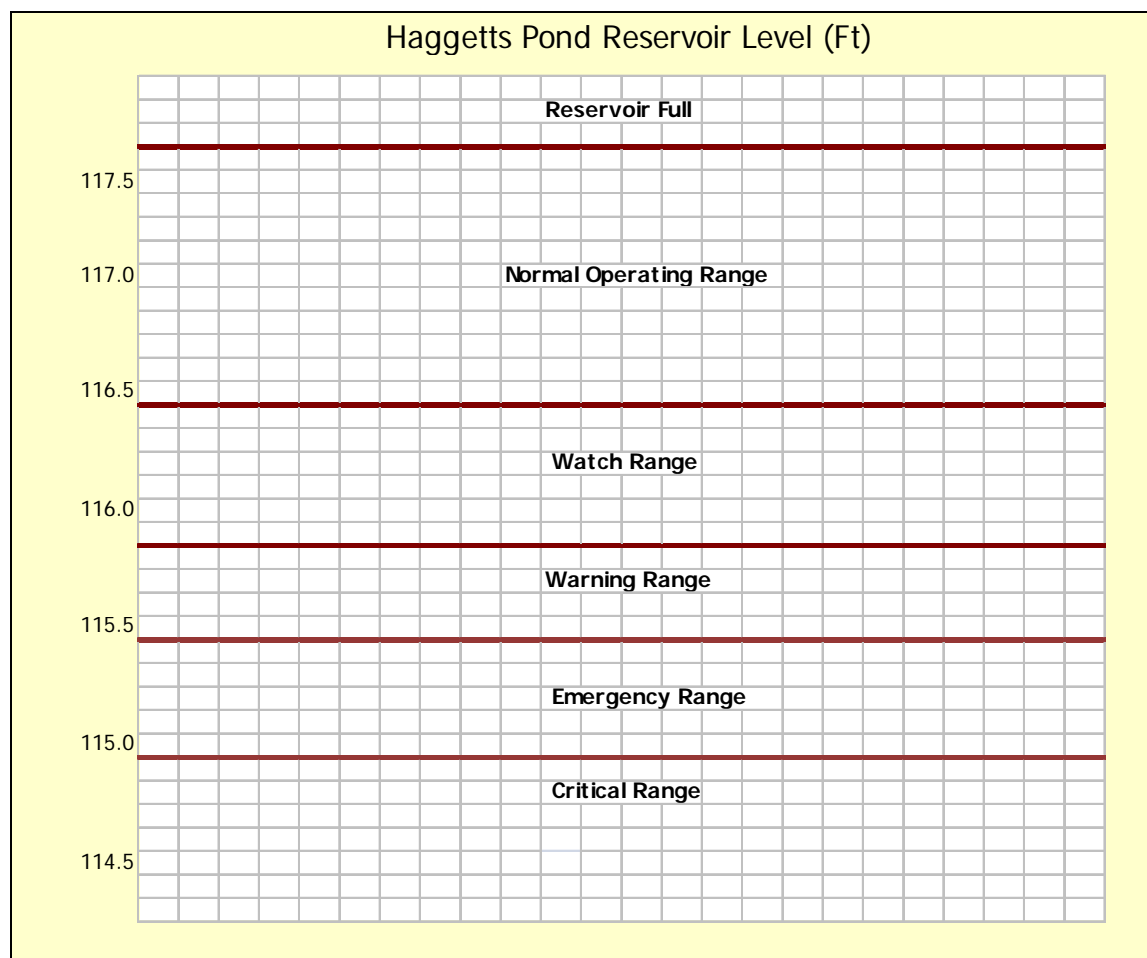 Haggetts Pond Reservoir Level (Ft)
Reservoir Full
117.5
117.0
Normal Operating Range
116.5
Watch Range
116.0
Warning Range
115.5
Emergency Range
115.0
Critical Range
114.5